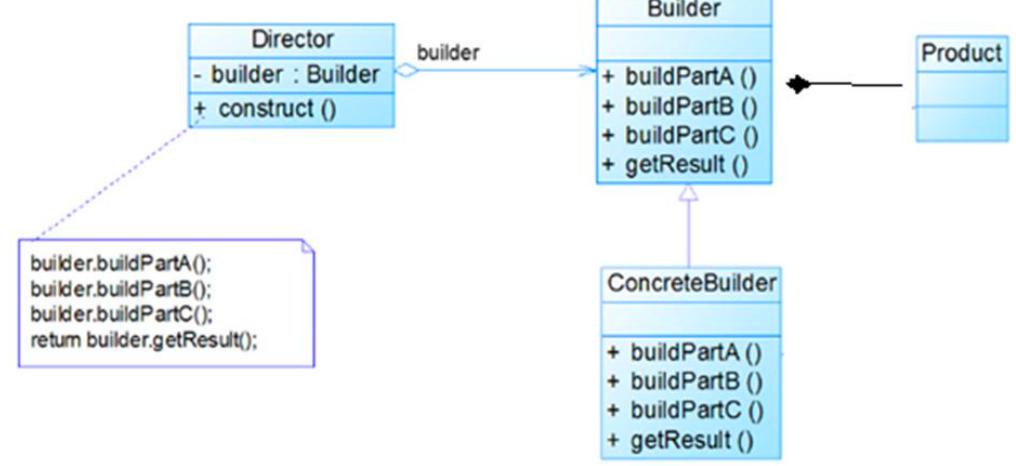 Director
- builder : Builder
+ construct ()
builder
Builder
+ buildPartA ()
+ buildPartB ()
+ buildPartC ()
+ getResult ()
Product
builder.buildPartA();
builder.buildPartB();
builder.buildPartC();
return builder.getResult();
ConcreteBuilder
+ buildPartA ()
+ buildPartB ()
+ buildPartC ()
+ getResult ()